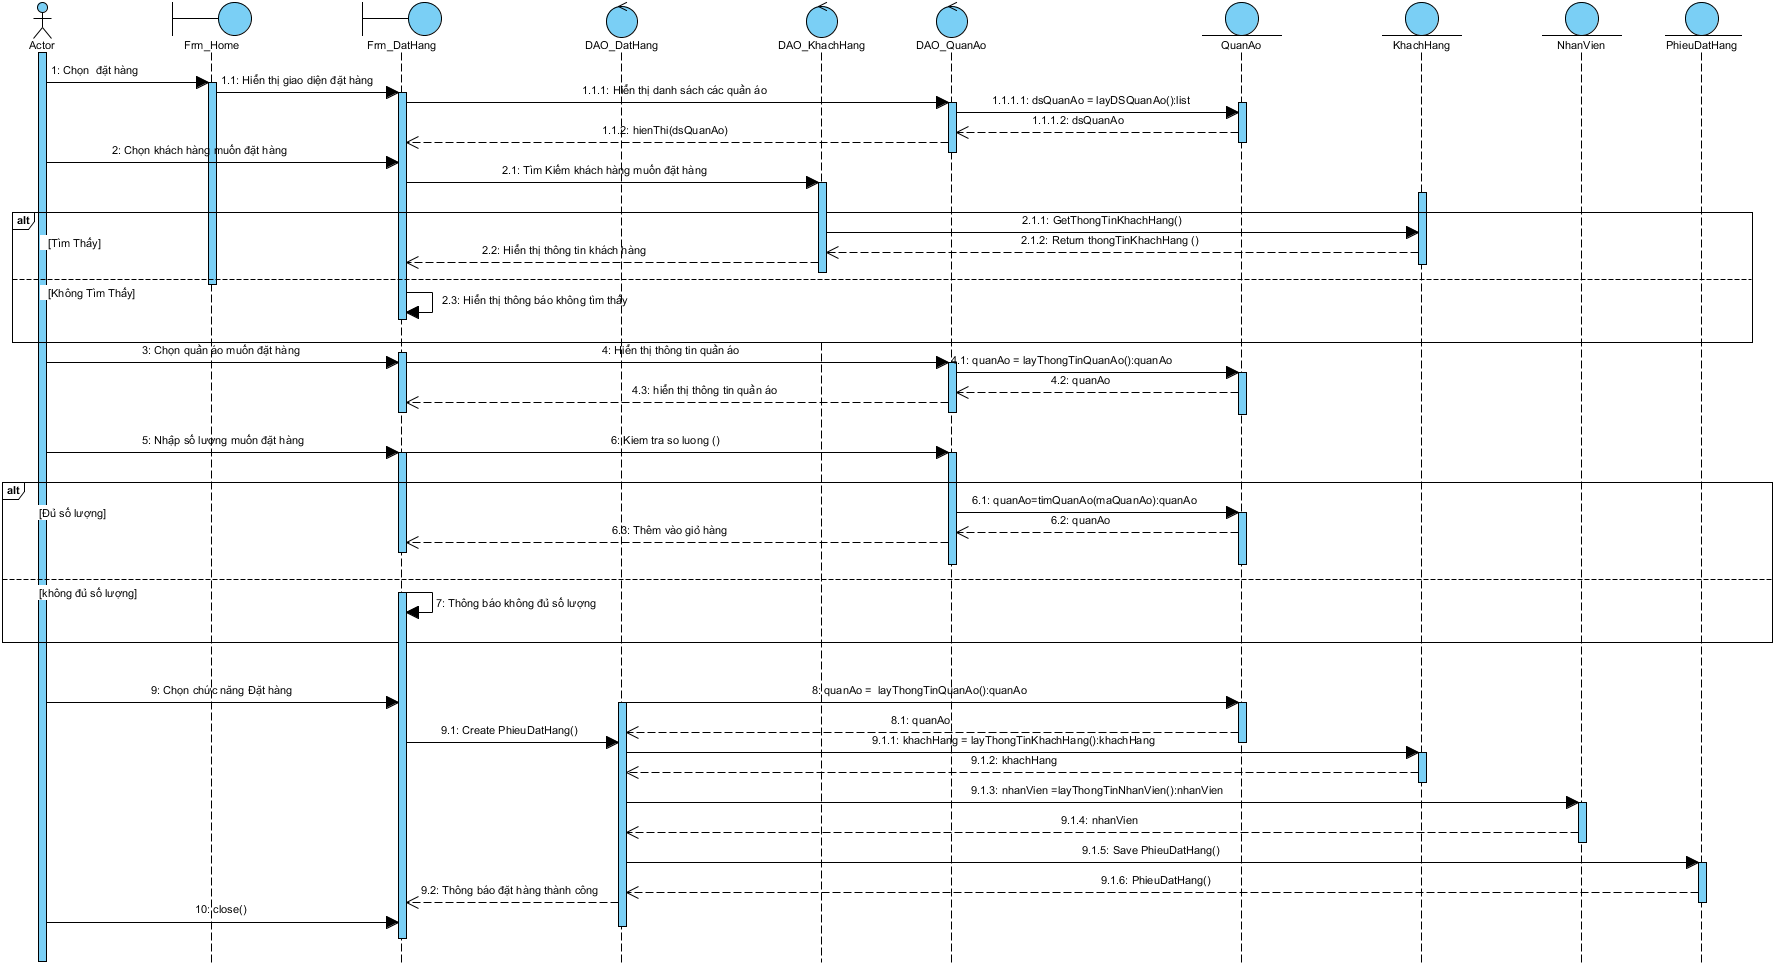 Actor
Frm_Home
Frm_DatHang
DAO_DatHang
DAO_KhachHang
DAO_QuanAo
QuanAo
KhachHang
NhanVien
PhieuDatHang
1: Chọn đặt hàng
1.1: Hiển thị giao diện đặt hàng
1.1.1: Hiển thị danh sách các quần áo
1.1.1.1: dsQuanAo = layDSQuanAo():list
1.1.1.2: dsQuanAo
1.1.2: hienThi(dsQuanAo)
2: Chọn khách hàng muốn đặt hàng
2.1: Tìm Kiếm khách hàng muốn đặt hàng
alt
[Tìm Thấy]
2.1.1: GetThongTinKhachHang()
2.1.2: Return thongTinKhachHang ()
2.2: Hiển thị thông tin khách hàng
[Không Tìm Thấy]
2.3: Hiển thị thông báo không tìm thấy
3: Chọn quần áo muốn đặt hàng
4: Hiển thị thông tin quần áo
4.1: quanAo = layThongTinQuanAo():quanAo
4.2: quanAo
4.3: hiển thị thông tin quần áo
5: Nhập số lượng muốn đặt hàng
6: Kiem tra so luong ()
alt
[Đủ số lượng]
6.1: quanAo=timQuanAo(maQuanAo):quanAo
6.2: quanAo
6.3: Thêm vào giỏ hàng
[không đủ số lượng]
7: Thông báo không đủ số lượng
9: Chọn chức năng Đặt hàng
8: quanAo = layThongTinQuanAo():quanAo
8.1: quanAo
9.1: Create PhieuDatHang()
9.1.1: khachHang = layThongTinKhachHang():khachHang
9.1.2: khachHang
9.1.3: nhanVien =layThongTinNhanVien():nhanVien
9.1.4: nhanVien
9.1.5: Save PhieuDatHang()
9.1.6: PhieuDatHang()
9.2: Thông báo đặt hàng thành công
10: close()